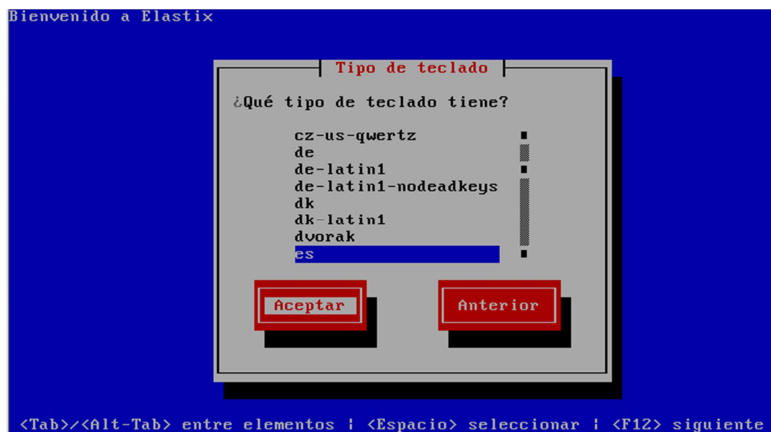 Bienvenido a Elastix
Tipo de teclado
¿Qué tipo de teclado tiene?
cz-us-qwertz
de
de-latin1
de-latin1-nodeadkeys
dk
dk-latin1
dvorak
es
Aceptar Anterior
<Tab>/<Alt-Tab> entre elementos | <Espacio> seleccionar | <F12> siguiente